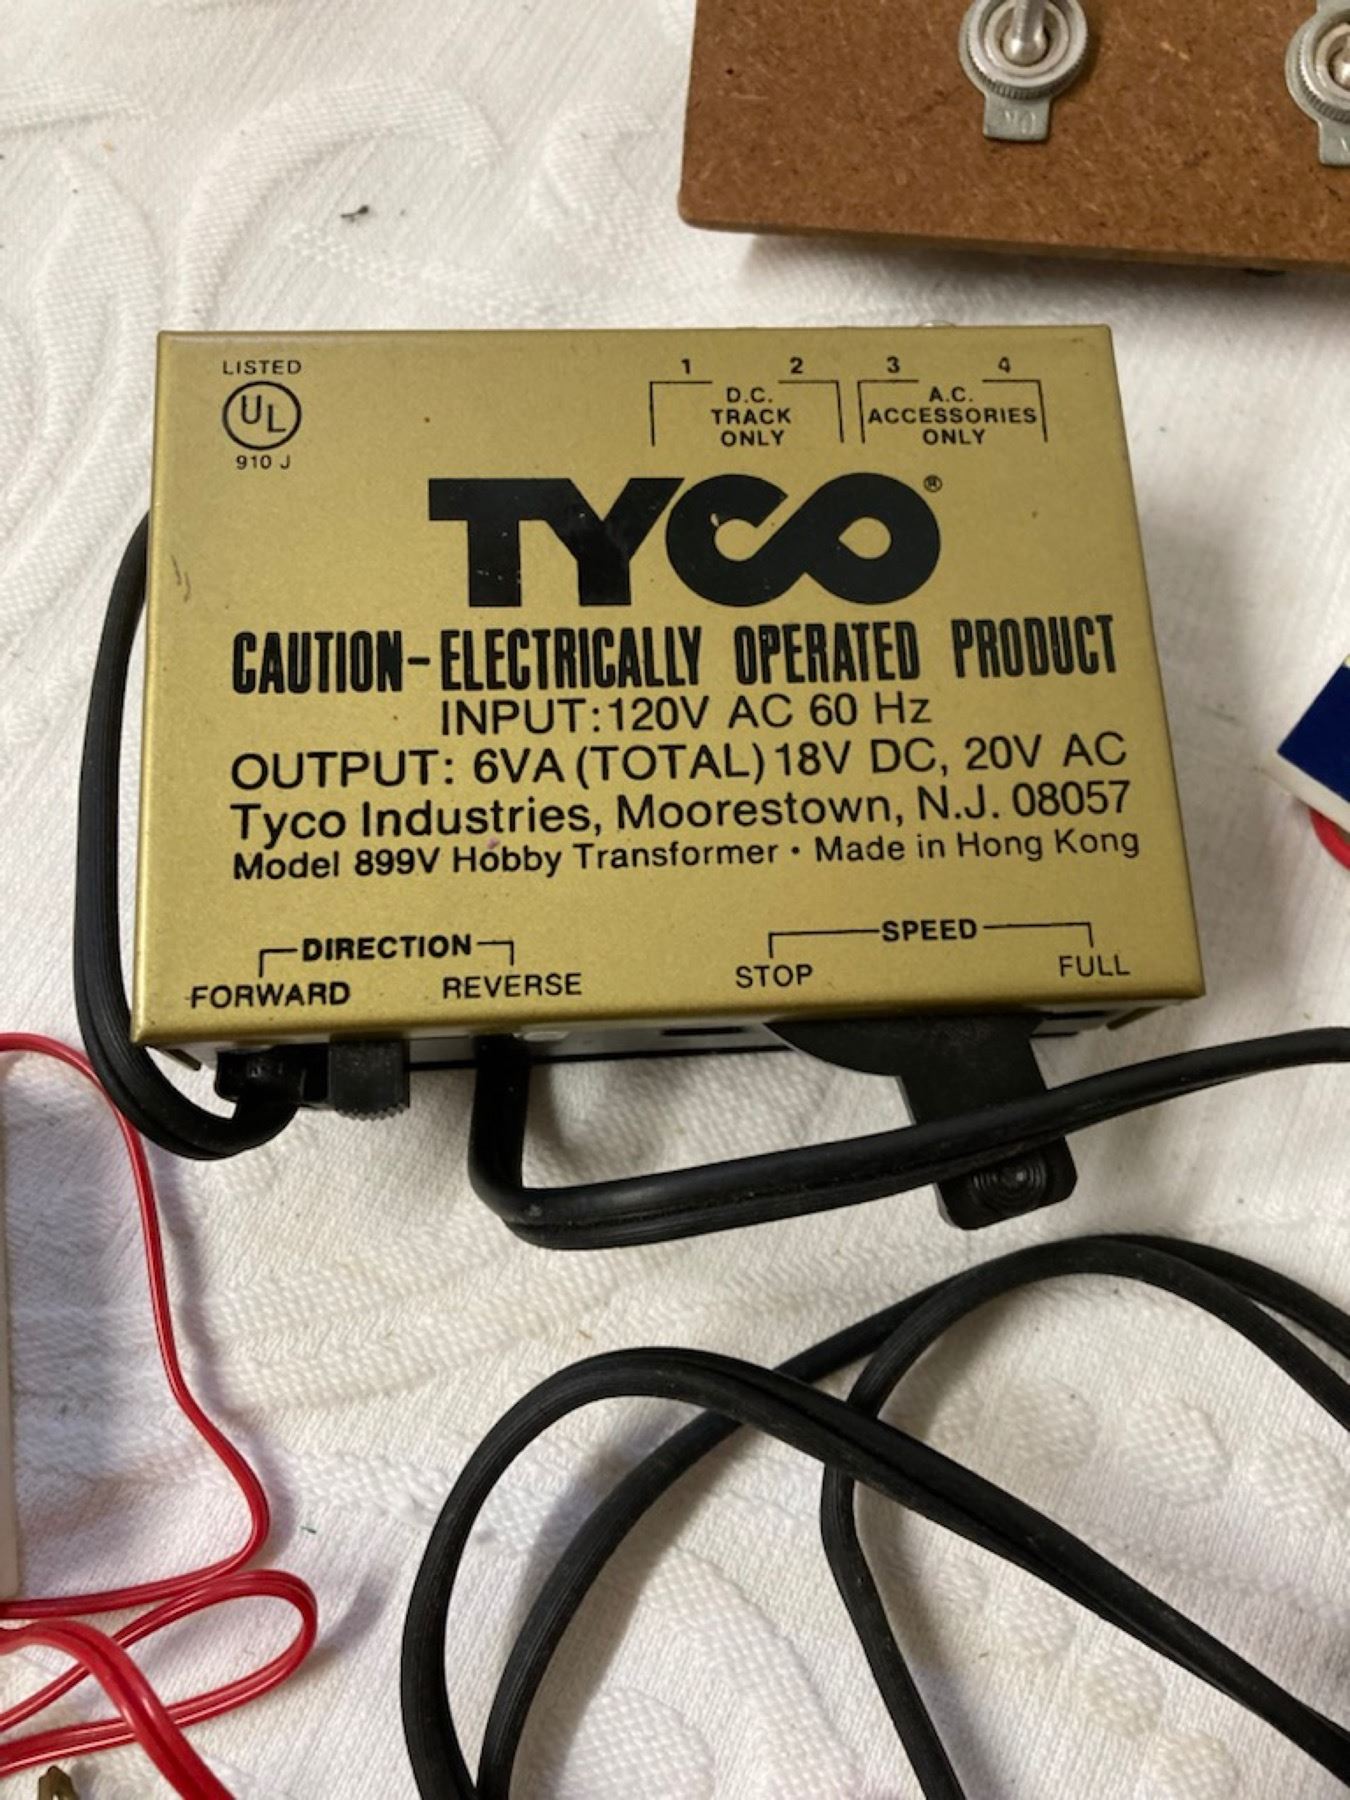 ON
LISTED
UL
910 J
1 2 3 4
D.C.
TRACK
ONLY
A.C.
ACCESSORIES
ONLY
TYCO®
CAUTION-ELECTRICALLY OPERATED PRODUCT
INPUT: 120V AC 60 Hz
OUTPUT: 6VA (TOTAL) 18V DC, 20V AC
Tyco Industries, Moorestown, N.J. 08057
Model 899V Hobby Transformer • Made in Hong Kong
DIRECTION
FORWARD REVERSE
SPEED
STOP FULL